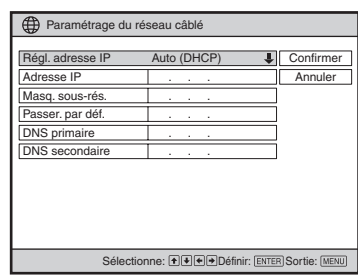 Paramétrage du réseau câblé
Régl. adresse IP Auto (DHCP) Confirmer
Adresse IP . . . Annuler
Masq. sous-rés. . . .
Passer. par déf. . . .
DNS primaire . . .
DNS secondaire . . .
Sélectionne: Définir: ENTER Sortie: MENU